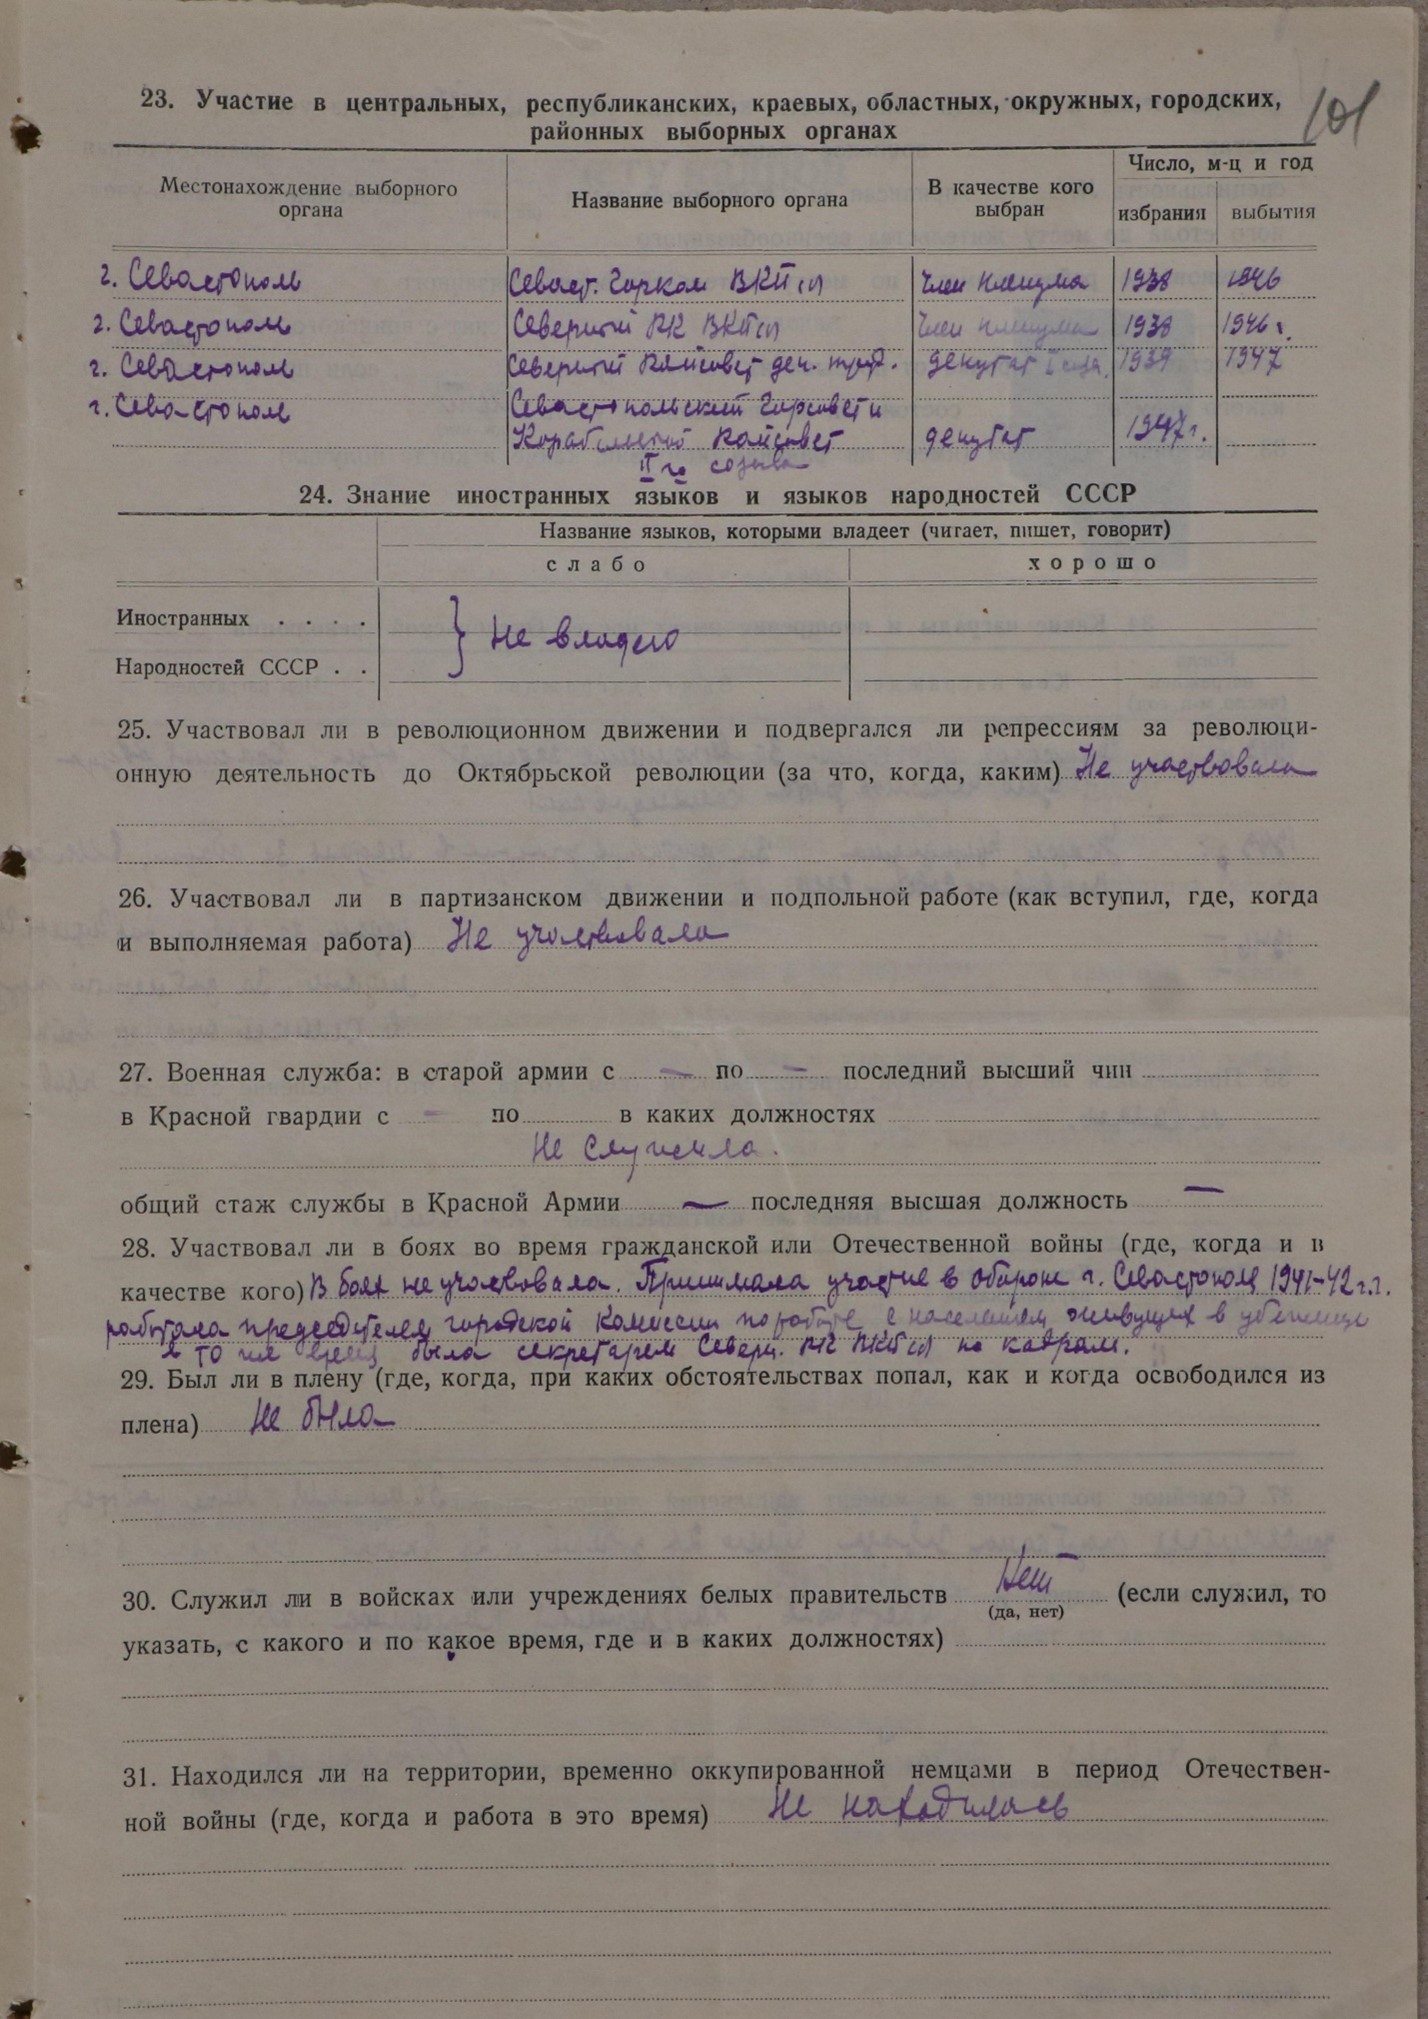 101
23. Участие в центральных, республиканских, краевых, областных, окружных, городских,
районных выборных органах
Местонахождение выборного органа | Название выборного органа | В качестве кого выбран | Число, м-ц и год
избрания | выбытия
г. Севастополь | Севаст. Горком ВКП(б) | Член пленума | 1938 | 1946
г. Севастополь | Северный РК ВКП(б) | Член пленума | 1938 | 1946 г.
г. Севастополь | Северный Райсовет деп. труд. | депутат | 1939 | 1947
г. Севастополь | Севастопольский Горсовет и
Корабельный Райсовет | депутат | 1947 г.
II го созыва
24. Знание иностранных языков и языков народностей СССР
Название языков, которыми владеет (читает, пишет, говорит)
слабо | хорошо
Иностранных . . . .
Не владею
Народностей СССР . .
25. Участвовал ли в революционном движении и подвергался ли репрессиям за революци-
онную деятельность до Октябрьской революции (за что, когда, каким) Не участвовала
26. Участвовал ли в партизанском движении и подпольной работе (как вступил, где, когда
и выполняемая работа) Не участвовала
27. Военная служба: в старой армии с — по — последний высший чин
в Красной гвардии с — по в каких должностях
Не служила.
общий стаж службы в Красной Армии — последняя высшая должность —
28. Участвовал ли в боях во время гражданской или Отечественной войны (где, когда и в
качестве кого) В боях не участвовала. Принимала участие в обороне г. Севастополя 1941-42 г.г.
работала председателем городской комиссии по работе с населением живущих в убежище
в то же время была секретарем Северн. РК ВКП(б) по кадрам.
29. Был ли в плену (где, когда, при каких обстоятельствах попал, как и когда освободился из
плена) Не была
30. Служил ли в войсках или учреждениях белых правительств Нет (если служил, то
(да, нет)
указать, с какого и по какое время, где и в каких должностях)
31. Находился ли на территории, временно оккупированной немцами в период Отечествен-
ной войны (где, когда и работа в это время) Не находилась